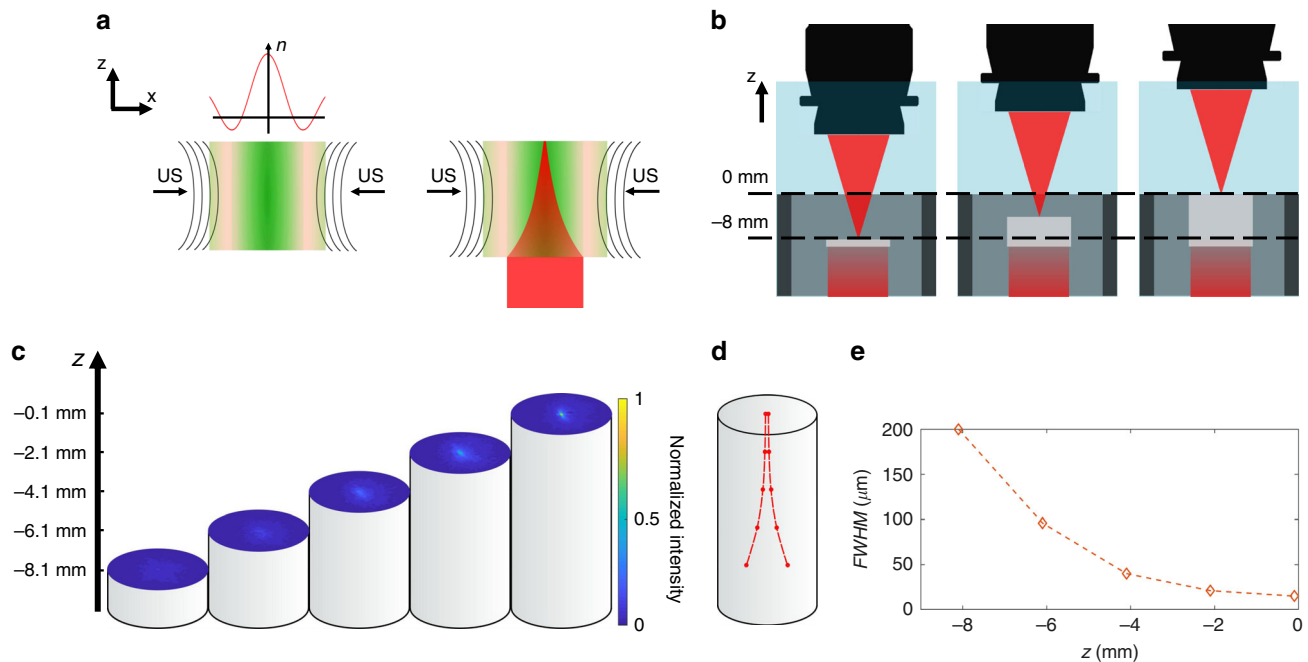 a
n
z
x
US
US
US
US
b
z
0 mm
–8 mm
c
z
–0.1 mm
–2.1 mm
–4.1 mm
–6.1 mm
–8.1 mm
1
0.5
0
Normalized intensity
d
e
200
150
100
50
0
FWHM (μm)
–8
–6
–4
–2
0
z (mm)